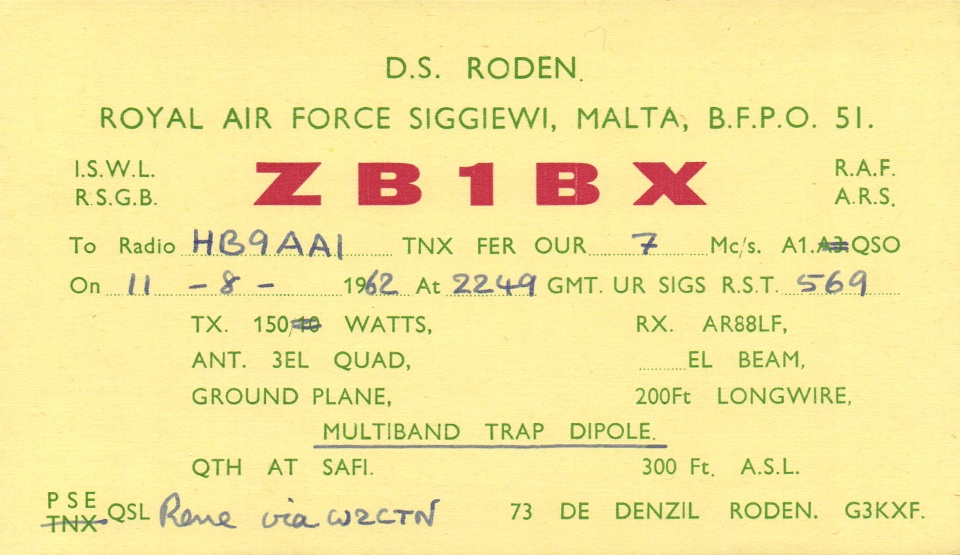 D.S. RODEN.
ROYAL AIR FORCE SIGGIEWI, MALTA, B.F.P.O. 51.
I.S.W.L. R.A.F.
ZB1BX
R.S.G.B. A.R.S.
To Radio HB9AAI TNX FER OUR 7 Mc/s. A1.A3 QSO
On 11 - 8 - 1962 At 2249 GMT. UR SIGS R.S.T. 569
TX. 150,40 WATTS, RX. AR88LF,
ANT. 3EL QUAD, ........EL BEAM,
GROUND PLANE, 200Ft LONGWIRE,
MULTIBAND TRAP DIPOLE.
QTH AT SAFI. 300 Ft. A.S.L.
PSE
TNX QSL Rene via W2CTN 73 DE DENZIL RODEN. G3KXF.